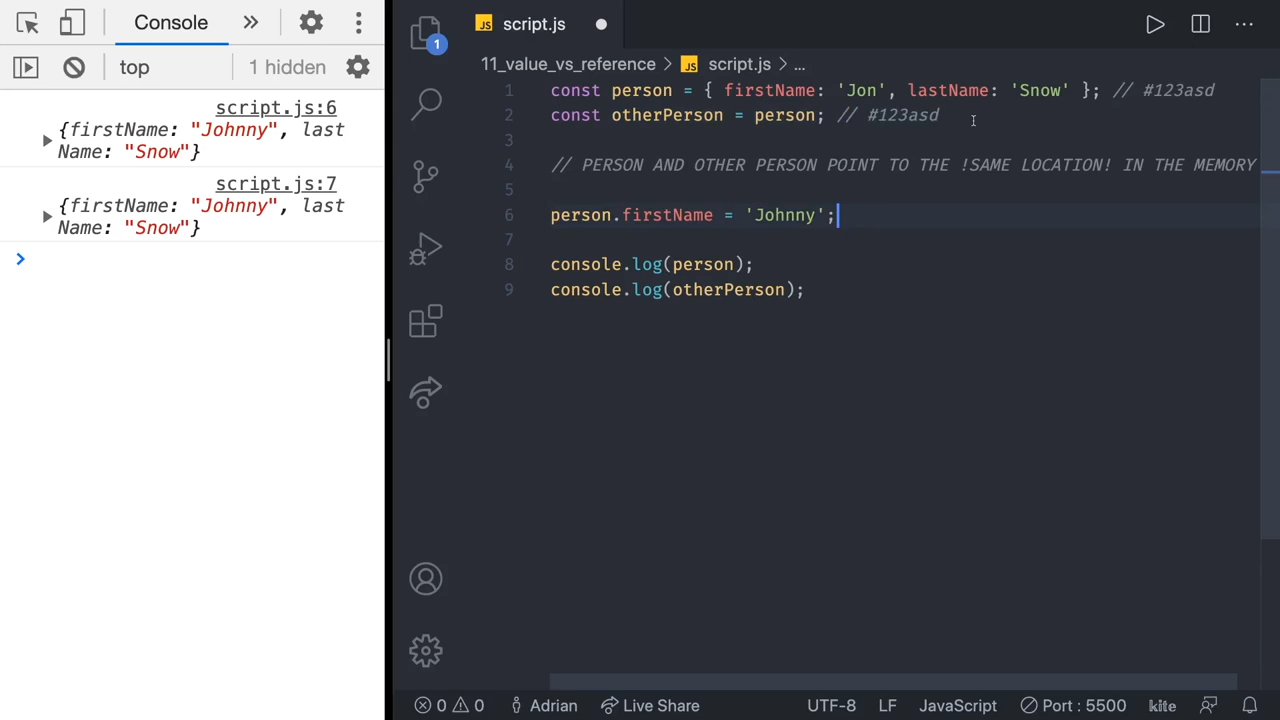 Console
top
1 hidden
script.js:6
{firstName: "Johnny", last
Name: "Snow"}
script.js:7
{firstName: "Johnny", last
Name: "Snow"}
1
JS script.js
11_value_vs_reference > JS script.js > ...
1 const person = { firstName: 'Jon', lastName: 'Snow' }; // #123asd
2 const otherPerson = person; // #123asd
3
4 // PERSON AND OTHER PERSON POINT TO THE !SAME LOCATION! IN THE MEMORY
5
6 person.firstName = 'Johnny';
7
8 console.log(person);
9 console.log(otherPerson);
0 0 Adrian Live Share UTF-8 LF JavaScript Port : 5500 kite